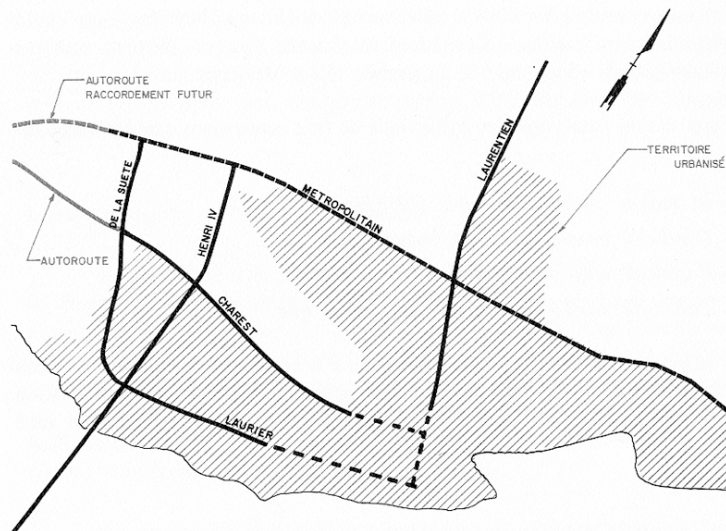 AUTOROUTE
RACCORDEMENT FUTUR
LAURENTIEN
TERRITOIRE
URBANISÉ
DE LA SUETE
HENRI IV
METROPOLITAIN
AUTOROUTE
CHAREST
LAURIER